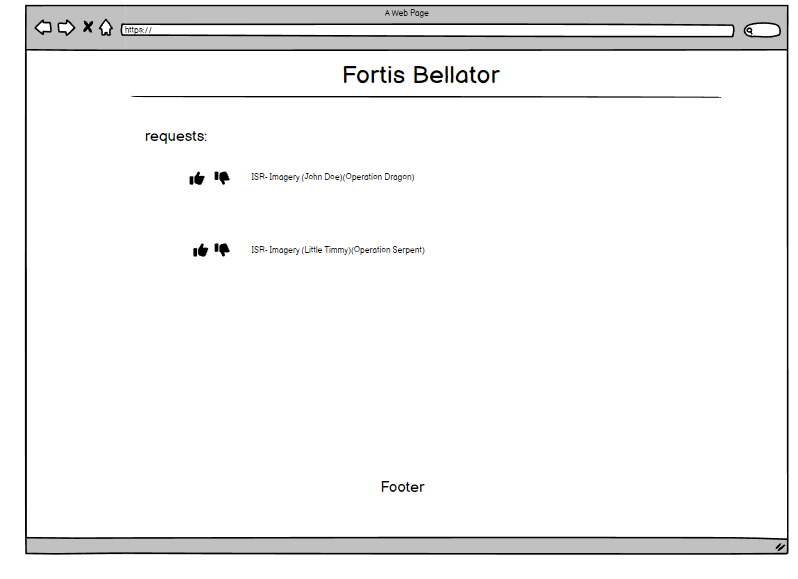 A Web Page
https://
Fortis Bellator
requests:
ISR- Imagery (John Doe)(Operation Dragon)
ISR- Imagery (Little Timmy)(Operation Serpent)
Footer